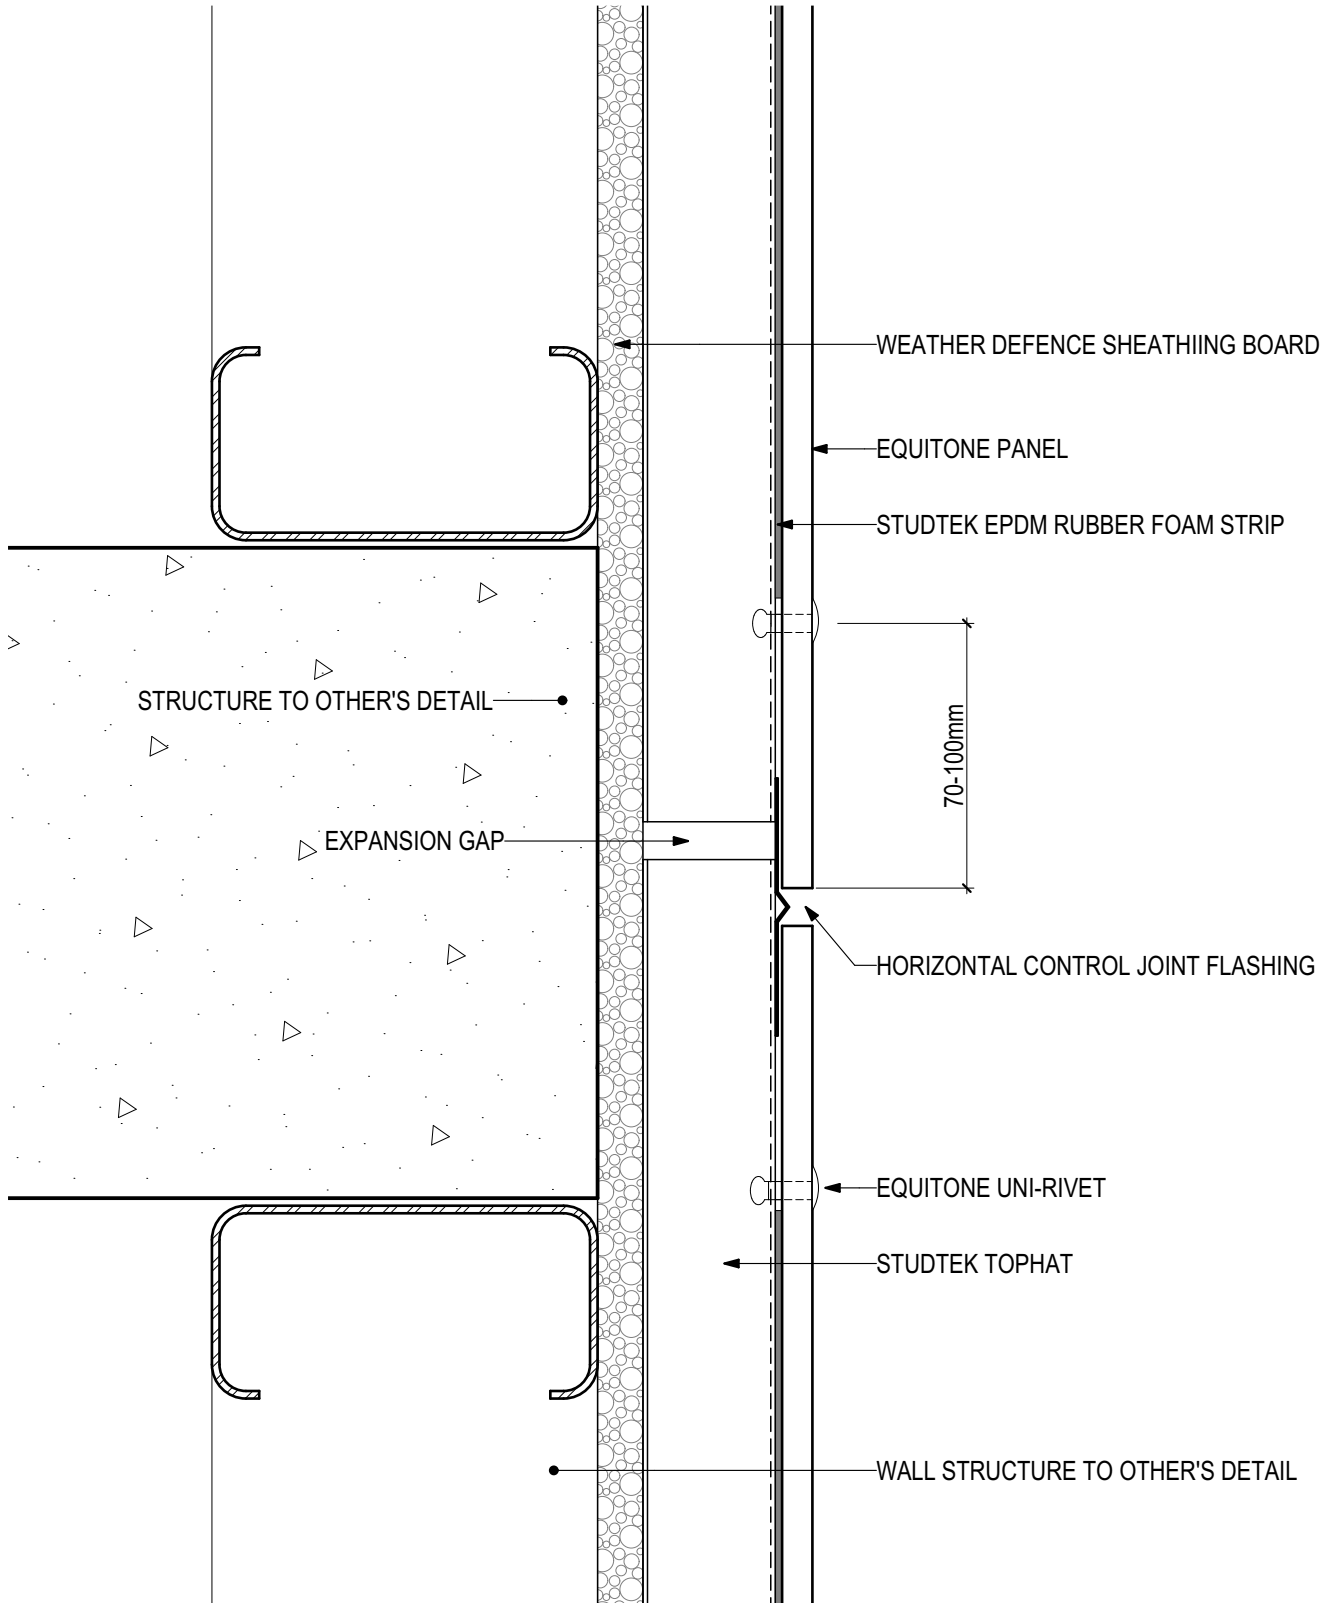 WEATHER DEFENCE SHEATHIING BOARD
EQUITONE PANEL
STUDTEK EPDM RUBBER FOAM STRIP
STRUCTURE TO OTHER'S DETAIL
70-100mm
EXPANSION GAP
HORIZONTAL CONTROL JOINT FLASHING
EQUITONE UNI-RIVET
STUDTEK TOPHAT
WALL STRUCTURE TO OTHER'S DETAIL